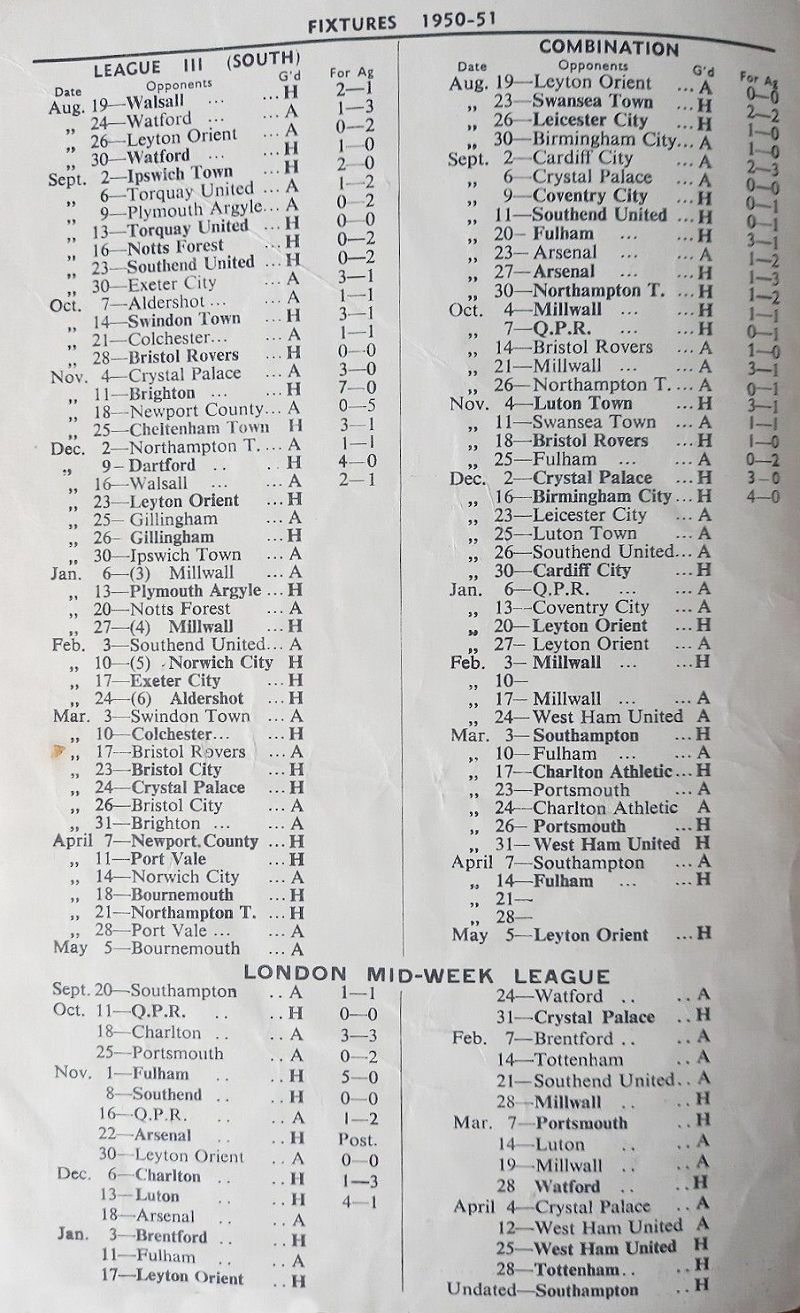 FIXTURES 1950-51
LEAGUE III (SOUTH)
Date Opponents G'd For Ag
Aug. 19—Walsall ... ...H 2—1
„ 24—Watford ... ... A 1—3
„ 26—Leyton Orient ... A 0—2
„ 30—Watford ... ... H 1—0
Sept. 2—Ipswich Town ... H 2—0
„ 6—Torquay United ... A 1—2
„ 9—Plymouth Argyle... A 0—2
„ 13—Torquay United ... H 0—0
„ 16—Notts Forest ... H 0—2
„ 23—Southend United ... H 0—2
„ 30—Exeter City ... A 3—1
Oct. 7—Aldershot ... ... A 1—1
„ 14—Swindon Town ... H 3—1
„ 21—Colchester... ... A 1—1
„ 28—Bristol Rovers ... H 0—0
Nov. 4—Crystal Palace ... A 3—0
„ 11—Brighton ... ... H 7—0
„ 18—Newport County... A 0—5
„ 25—Cheltenham Town H 3—1
Dec. 2—Northampton T. ... A 1—1
„ 9– Dartford .. .. H 4—0
„ 16—Walsall ... ... A 2—1
„ 23—Leyton Orient ... H
„ 25– Gillingham ... A
„ 26– Gillingham ... H
„ 30—Ipswich Town ... A
Jan. 6—(3) Millwall ... A
„ 13—Plymouth Argyle ... H
„ 20—Notts Forest ... A
„ 27—(4) Millwall ... H
Feb. 3—Southend United... A
„ 10—(5) Norwich City H
„ 17—Exeter City ... H
„ 24—(6) Aldershot ... H
Mar. 3—Swindon Town ... A
„ 10—Colchester... ... H
„ 17—Bristol Rovers ... A
„ 23—Bristol City ... H
„ 24—Crystal Palace ... H
„ 26—Bristol City ... A
„ 31—Brighton ... ... A
April 7—Newport County ... H
„ 11—Port Vale ... H
„ 14—Norwich City ... A
„ 18—Bournemouth ... H
„ 21—Northampton T. ... H
„ 28—Port Vale ... ... A
May 5—Bournemouth ... A
COMBINATION
Date Opponents G'd For Ag
Aug. 19—Leyton Orient ... A 0—0
„ 23—Swansea Town ... H 2—2
„ 26—Leicester City ... H 1—0
„ 30—Birmingham City... A 1—0
Sept. 2—Cardiff City ... A 2—3
„ 6—Crystal Palace ... A 0—0
„ 9—Coventry City ... H 0—1
„ 11—Southend United ... H 0—1
„ 20– Fulham ... ... H 3—1
„ 23– Arsenal ... ... A 1—2
„ 27—Arsenal ... ... H 1—3
„ 30—Northampton T. ... H 1—2
Oct. 4—Millwall ... ... H 1—1
„ 7—Q.P.R. ... ... H 0—1
„ 14—Bristol Rovers ... A 1—0
„ 21—Millwall ... ... A 3—1
„ 26—Northampton T. ... A 0—1
Nov. 4—Luton Town ... H 3—1
„ 11—Swansea Town ... A 1—1
„ 18—Bristol Rovers ... H 1—0
„ 25—Fulham ... ... A 0—2
Dec. 2—Crystal Palace ... H 3–0
„ 16—Birmingham City ... H 4—0
„ 23—Leicester City ... A
„ 25—Luton Town ... A
„ 26—Southend United... A
„ 30—Cardiff City ... H
Jan. 6—Q.P.R. ... ... A
„ 13—Coventry City ... A
„ 20—Leyton Orient ... H
„ 27– Leyton Orient ... A
Feb. 3– Millwall ... ... H
„ 10—
„ 17– Millwall ... ... A
„ 24—West Ham United A
Mar. 3—Southampton ... H
„ 10—Fulham ... ... A
„ 17—Charlton Athletic ... H
„ 23—Portsmouth ... A
„ 24—Charlton Athletic A
„ 26– Portsmouth ... H
„ 31– West Ham United H
April 7—Southampton ... A
„ 14—Fulham ... ... H
„ 21—
„ 28—
May 5—Leyton Orient ... H
LONDON MID-WEEK LEAGUE
Sept. 20—Southampton .. A 1—1
Oct. 11—Q.P.R. .. .. H 0—0
18—Charlton .. .. A 3—3
25—Portsmouth .. A 0—2
Nov. 1—Fulham .. .. H 5—0
8—Southend .. .. H 0—0
16—Q.P.R. .. .. A 1—2
22—Arsenal .. .. H Post.
30—Leyton Orient .. A 0—0
Dec. 6—Charlton .. .. H 1—3
13—Luton .. .. H 4—1
18—Arsenal .. .. A
Jan. 3—Brentford .. .. H
11—Fulham .. .. A
17—Leyton Orient .. H
24—Watford .. .. A
31—Crystal Palace .. H
Feb. 7—Brentford .. .. A
14—Tottenham .. A
21—Southend United.. A
28—Millwall .. .. H
Mar. 7—Portsmouth .. H
14—Luton .. .. A
19—Millwall .. .. A
28 Watford .. .. H
April 4—Crystal Palace .. A
12—West Ham United A
25—West Ham United H
28—Tottenham.. .. H
Undated—Southampton .. H